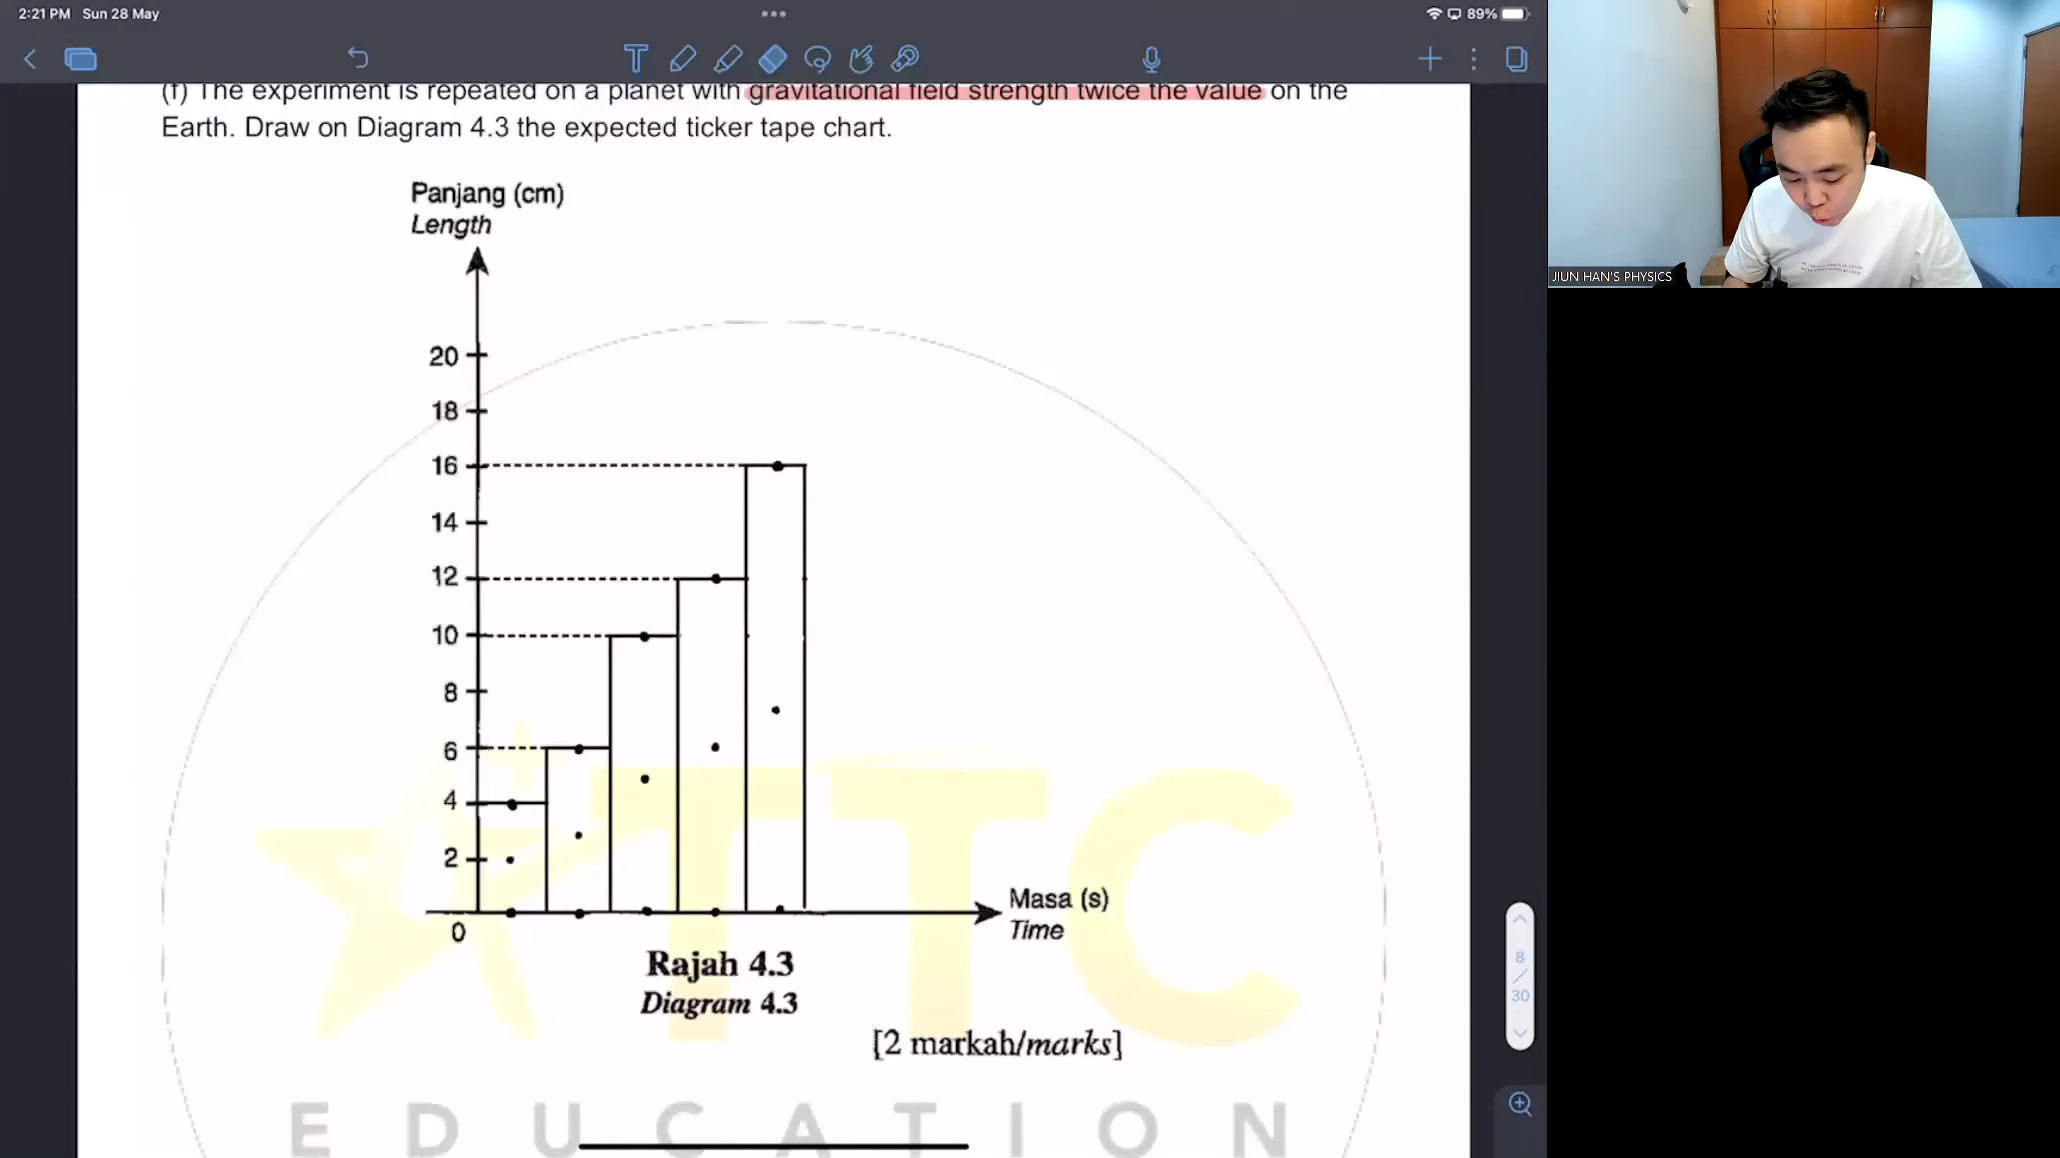 2:21 PM Sun 28 May
89%
(f) The experiment is repeated on a planet with gravitational field strength twice the value on the
Earth. Draw on Diagram 4.3 the expected ticker tape chart.
Panjang (cm)
Length
20
18
16
14
12
10
8
6
4
2
0
Masa (s)
Time
Rajah 4.3
Diagram 4.3
[2 markah/marks]
TTC
EDUCATION
8
/
30
JIUN HAN'S PHYSICS